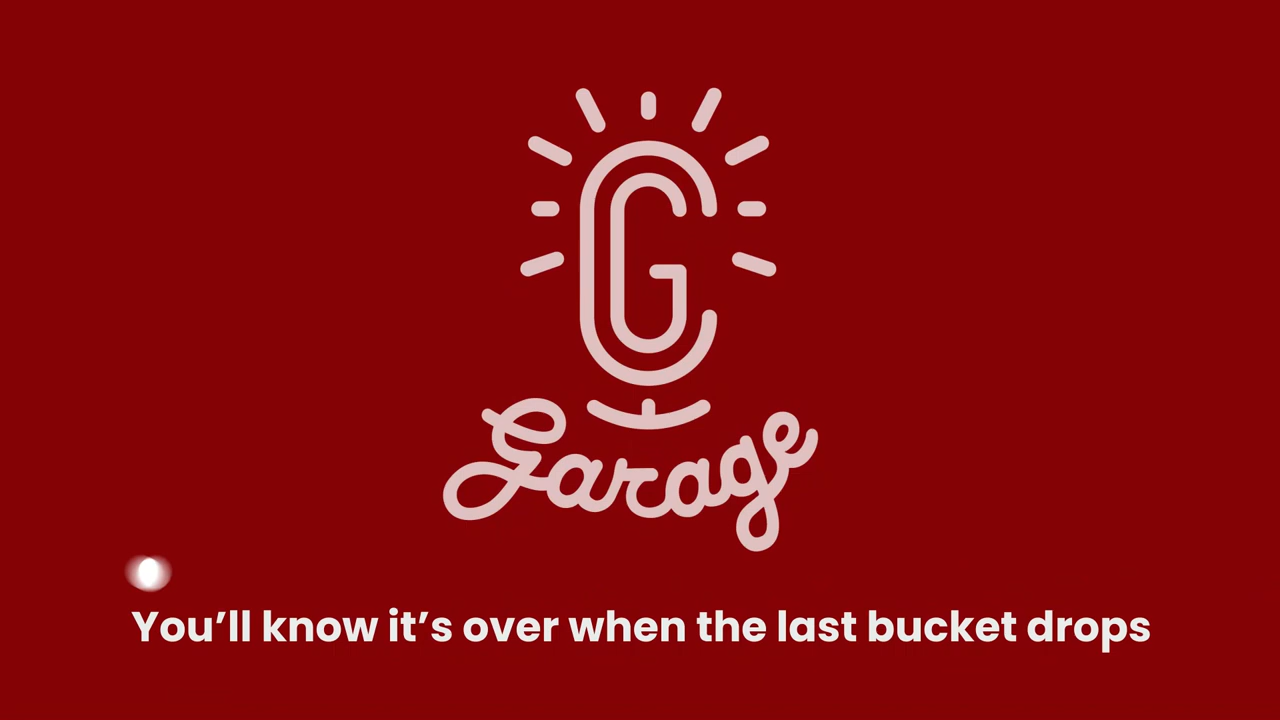 G
Garage
You’ll know it’s over when the last bucket drops